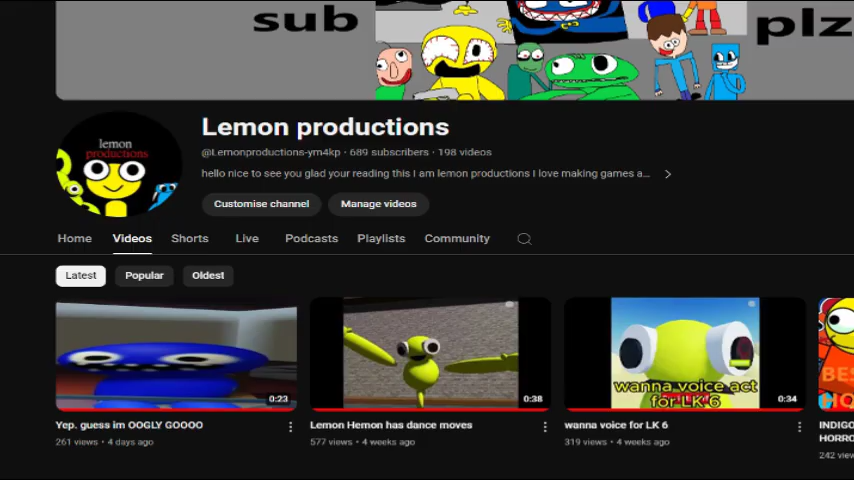 sub
plz
lemon
productions
Lemon productions
@Lemonproductions-ym4kp · 689 subscribers · 198 videos
hello nice to see you glad your reading this I am lemon productions I love making games a...
Customise channel
Manage videos
Home
Videos
Shorts
Live
Podcasts
Playlists
Community
Latest
Popular
Oldest
0:23
0:38
wanna voice act
for LK 6
0:34
BES
HO
Yep. guess im OOGLY GOOOO
261 views · 4 days ago
Lemon Hemon has dance moves
577 views · 4 weeks ago
wanna voice for LK 6
319 views · 4 weeks ago
INDIGO
HORRO
242 view